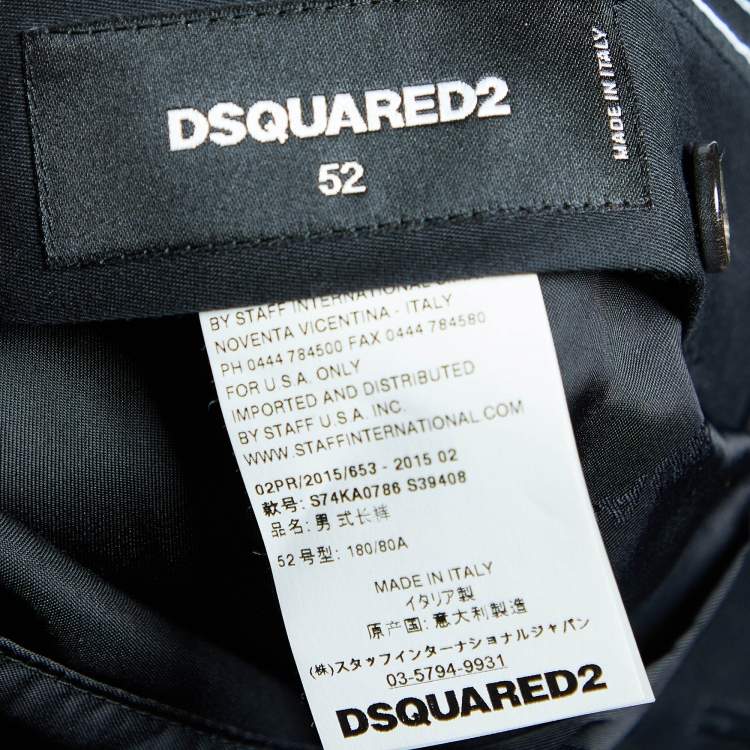 DSQUARED2
52
MADE IN ITALY
BY STAFF INTERNATIONAL
NOVENTA VICENTINA - ITALY
PH 0444 784500 FAX 0444 784580
FOR U.S.A. ONLY
IMPORTED AND DISTRIBUTED
BY STAFF U.S.A. INC.
WWW.STAFFINTERNATIONAL.COM
02PR/2015/653 - 2015 02
款号: S74KA0786 S39408
品名: 男式长裤
52号型: 180/80A
MADE IN ITALY
イタリア製
原产国: 意大利製造
(株)スタッフインターナショナルジャパン
03-5794-9931
DSQUARED2